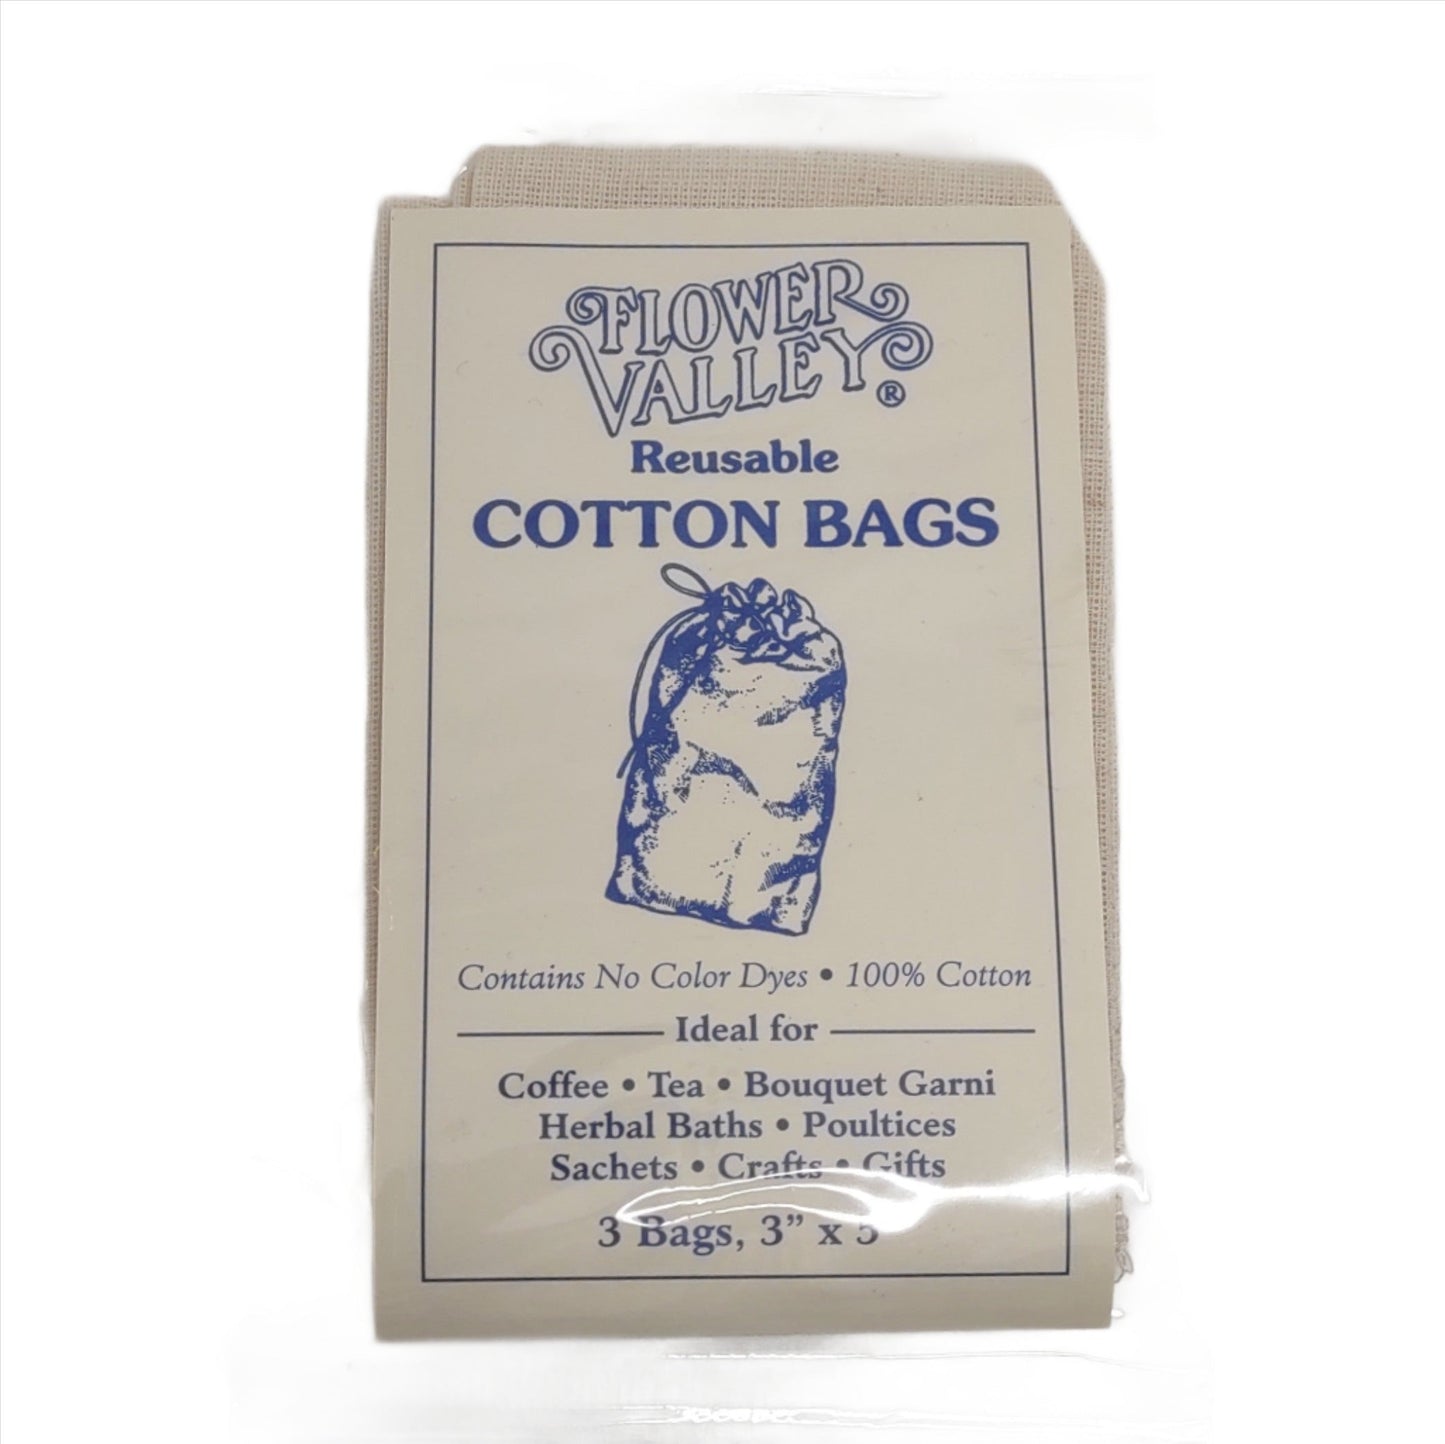 FLOWER
VALLEY®
Reusable
COTTON BAGS
Contains No Color Dyes • 100% Cotton
Ideal for
Coffee • Tea • Bouquet Garni
Herbal Baths • Poultices
Sachets • Crafts • Gifts
3 Bags, 3” x 5